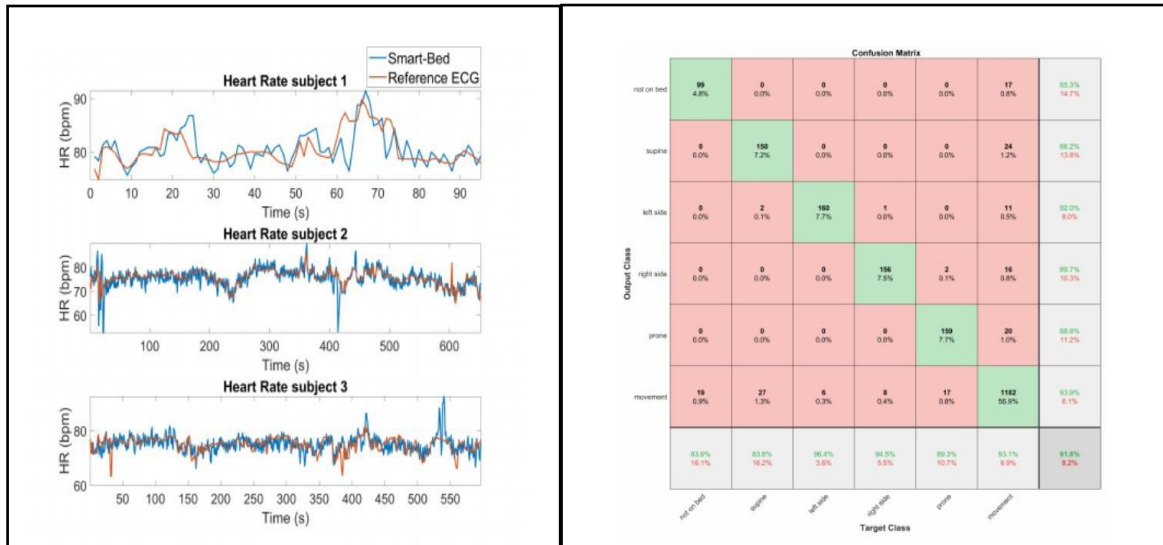 Smart-Bed
Reference ECG
Heart Rate subject 1
HR (bpm)
90
80
0 10 20 30 40 50 60 70 80 90
Time (s)
Heart Rate subject 2
HR (bpm)
80
70
60
100 200 300 400 500 600
Time (s)
Heart Rate subject 3
HR (bpm)
80
60
50 100 150 200 250 300 350 400 450 500 550
Time (s)
Confusion Matrix
Output Class
not on bed
99 0 0 0 0 17 85.3%
4.8% 0.0% 0.0% 0.0% 0.0% 0.8% 14.7%
supine
0 150 0 0 0 24 86.2%
0.0% 7.2% 0.0% 0.0% 0.0% 1.2% 13.8%
left side
0 2 160 1 0 11 92.0%
0.0% 0.1% 7.7% 0.0% 0.0% 0.5% 8.0%
right side
0 0 0 156 2 16 89.7%
0.0% 0.0% 0.0% 7.5% 0.1% 0.8% 10.3%
prone
0 0 0 0 159 20 88.8%
0.0% 0.0% 0.0% 0.0% 7.7% 1.0% 11.2%
movement
19 27 6 8 17 1182 93.9%
0.9% 1.3% 0.3% 0.4% 0.8% 56.9% 6.1%
83.9% 83.8% 96.4% 94.5% 89.3% 93.1% 91.8%
16.1% 16.2% 3.6% 5.5% 10.7% 6.9% 8.2%
not on bed supine left side right side prone movement
Target Class